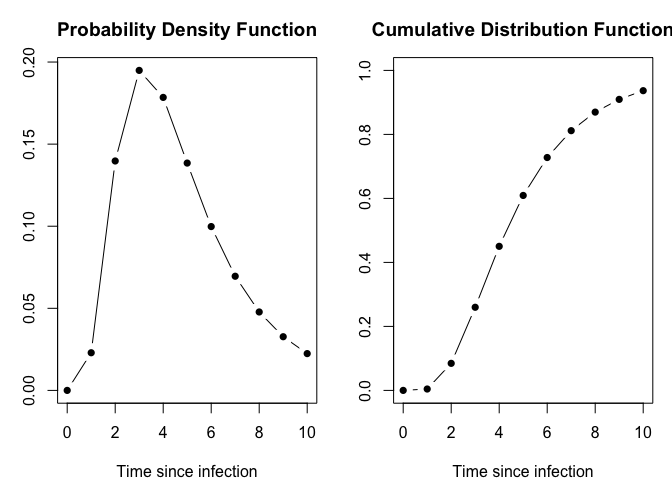 Probability Density Function
0.20
0.15
0.10
0.05
0.00
0 2 4 6 8 10
Time since infection
Cumulative Distribution Function
1.0
0.8
0.6
0.4
0.2
0.0
0 2 4 6 8 10
Time since infection